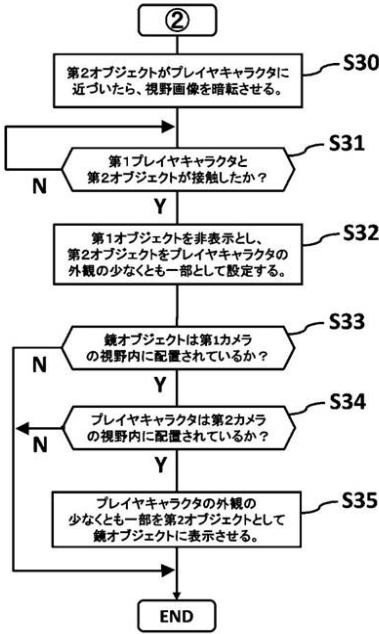 ②
第2オブジェクトがプレイヤキャラクタに
近づいたら、視野画像を暗転させる。
S30
第1プレイヤキャラクタと
第2オブジェクトが接触したか？
S31
N
Y
第1オブジェクトを非表示とし、
第2オブジェクトをプレイヤキャラクタの
外観の少なくとも一部として設定する。
S32
鏡オブジェクトは第1カメラ
の視野内に配置されているか？
S33
N
Y
プレイヤキャラクタは第2カメラ
の視野内に配置されているか？
S34
N
Y
プレイヤキャラクタの外観の
少なくとも一部を第2オブジェクトとして
鏡オブジェクトに表示させる。
S35
END